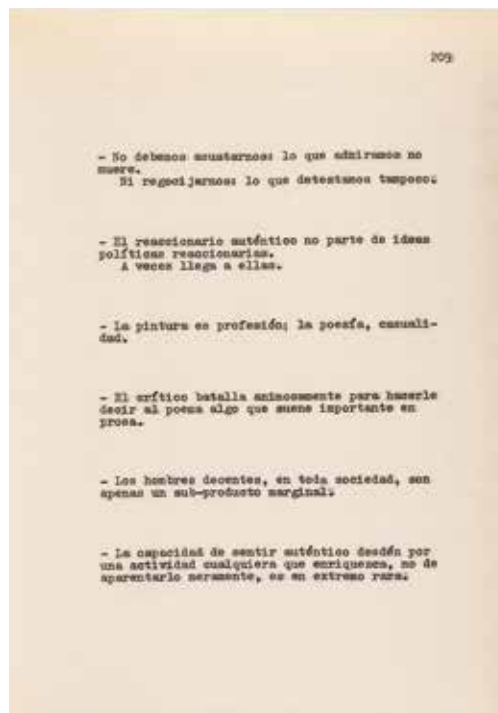 209
- No debemos asustarnos: lo que admiramos no
muere.
Ni regocijarnos: lo que detestamos tampoco.
- El reaccionario auténtico no parte de ideas
políticas reaccionarias.
A veces llega a ellas.
- La pintura es profesión; la poesía, casuali-
dad.
- El crítico batalla animosamente para hacerle
decir al poema algo que suene importante en
prosa.
- Los hombres decentes, en toda sociedad, son
apenas un sub-producto marginal.
- La capacidad de sentir auténtico desdén por
una actividad cualquiera que enriquezca, no de
aparentarlo meramente, es en extremo rara.